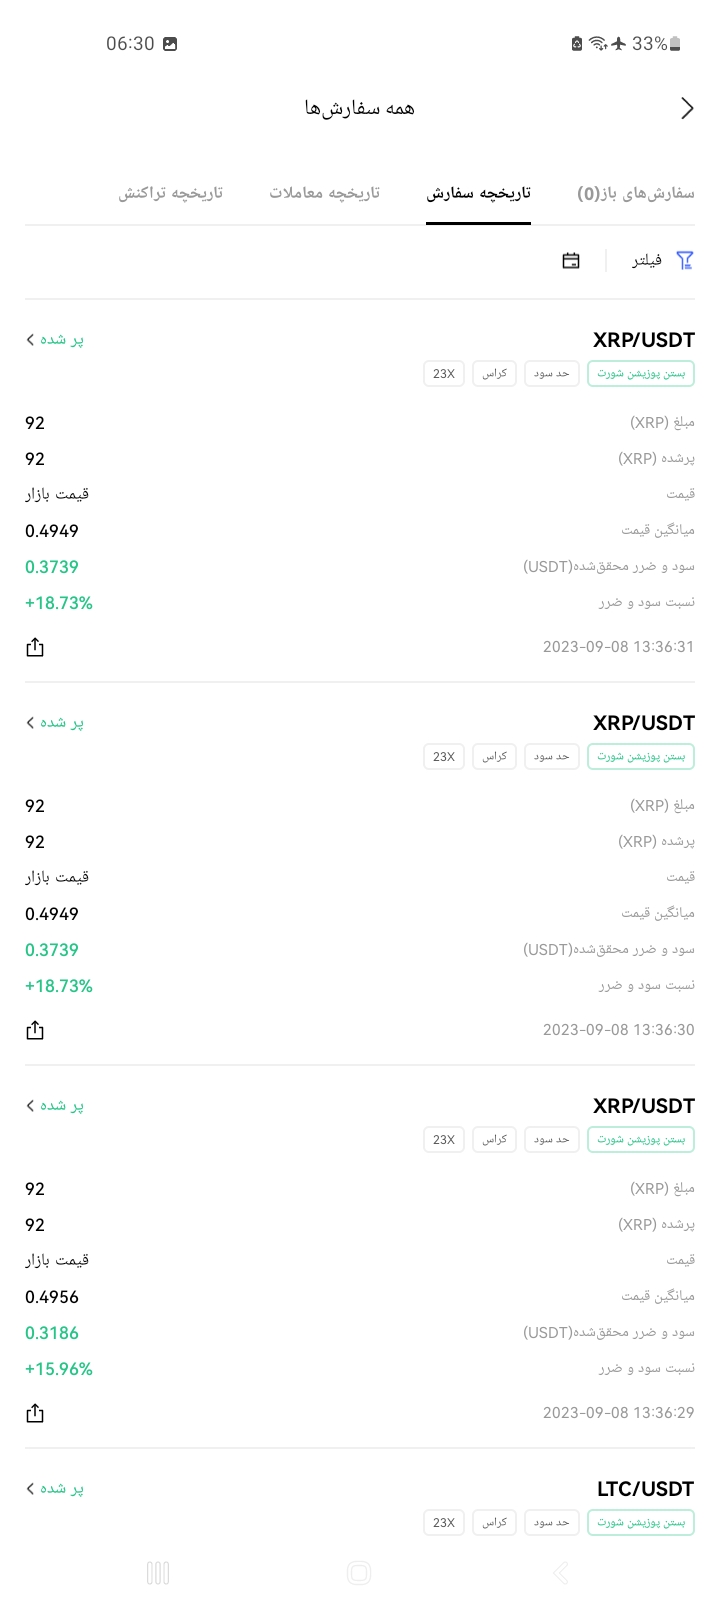 06:30
33%
همه سفارش‌ها
سفارش‌های باز(0) تاریخچه سفارش تاریخچه معاملات تاریخچه تراکنش
فیلتر
XRP/USDT پر شده
بستن پوزیشن شورت حد سود کراس 23X
مبلغ (XRP) 92
پرشده (XRP) 92
قیمت قیمت بازار
میانگین قیمت 0.4949
سود و ضرر محقق‌شده(USDT) 0.3739
نسبت سود و ضرر +18.73%
2023-09-08 13:36:31
XRP/USDT پر شده
بستن پوزیشن شورت حد سود کراس 23X
مبلغ (XRP) 92
پرشده (XRP) 92
قیمت قیمت بازار
میانگین قیمت 0.4949
سود و ضرر محقق‌شده(USDT) 0.3739
نسبت سود و ضرر +18.73%
2023-09-08 13:36:30
XRP/USDT پر شده
بستن پوزیشن شورت حد سود کراس 23X
مبلغ (XRP) 92
پرشده (XRP) 92
قیمت قیمت بازار
میانگین قیمت 0.4956
سود و ضرر محقق‌شده(USDT) 0.3186
نسبت سود و ضرر +15.96%
2023-09-08 13:36:29
LTC/USDT پر شده
بستن پوزیشن شورت حد سود کراس 23X